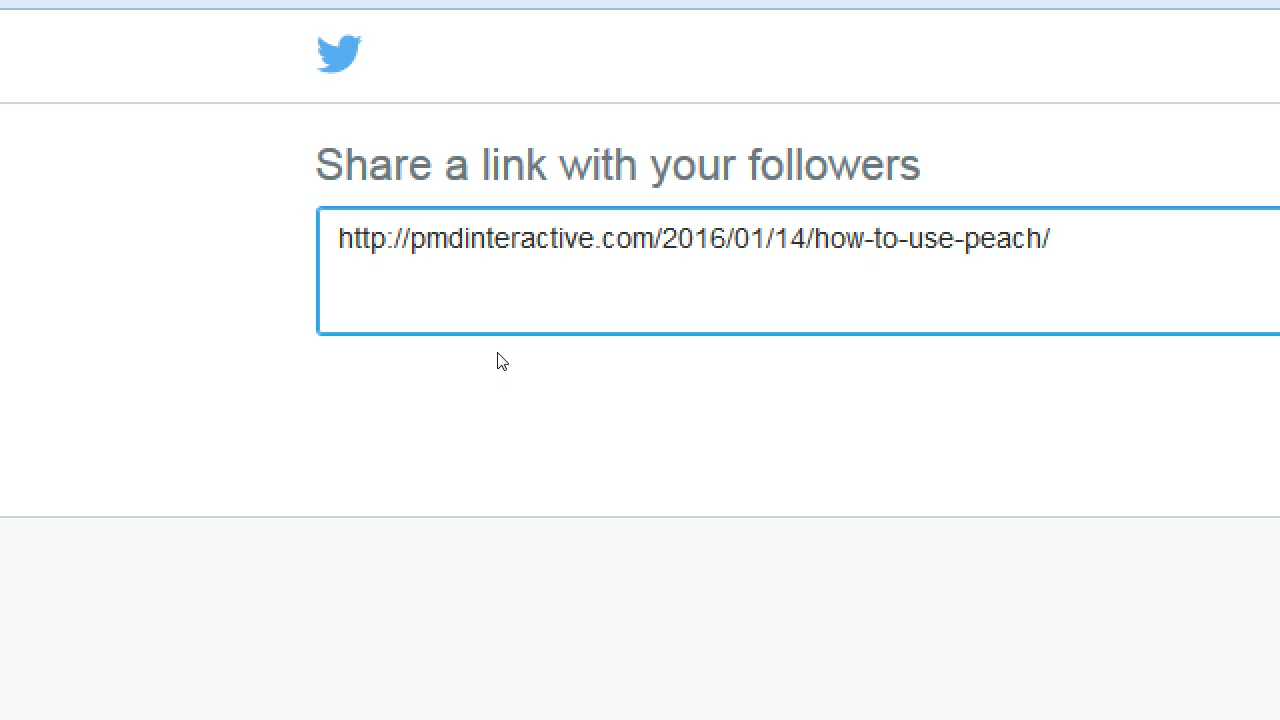 Share a link with your followers
http://pmdinteractive.com/2016/01/14/how-to-use-peach/